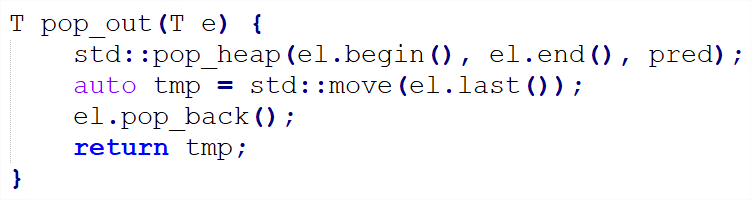 T pop_out(T e) {
    std::pop_heap(el.begin(), el.end(), pred);
    auto tmp = std::move(el.last());
    el.pop_back();
    return tmp;
}